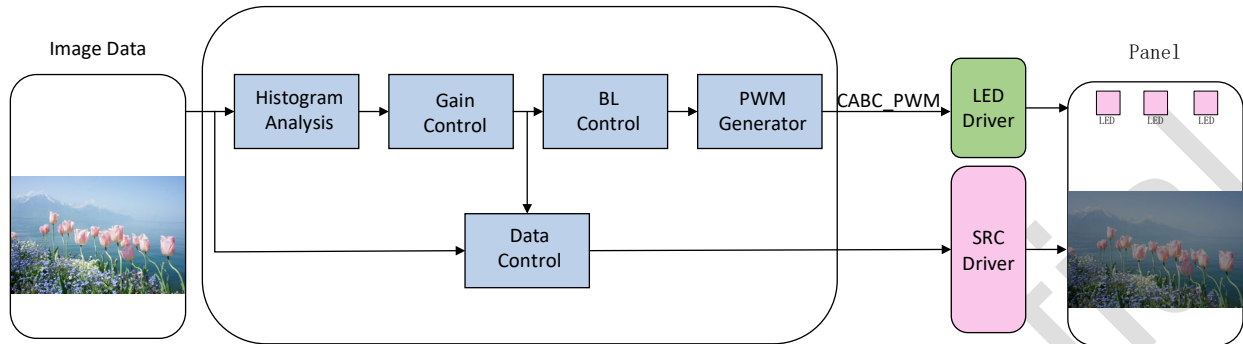 Image Data
Panel
Histogram
Analysis
Gain
Control
BL
Control
PWM
Generator
CABC_PWM
LED
Driver
LED
LED
LED
Data
Control
SRC
Driver